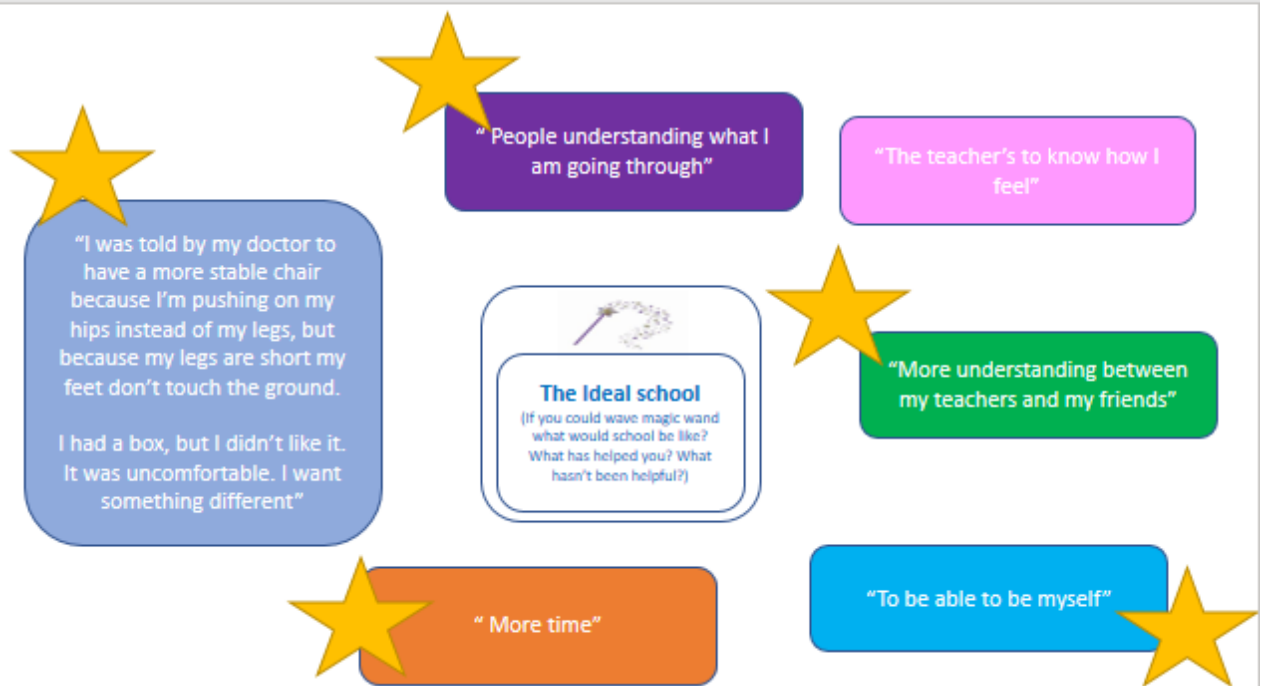 “ People understanding what I
am going through”
“The teacher’s to know how I
feel”
“I was told by my doctor to
have a more stable chair
because I’m pushing on my
hips instead of my legs, but
because my legs are short my
feet don’t touch the ground.
I had a box, but I didn’t like it.
It was uncomfortable. I want
something different”
The Ideal school
(If you could wave magic wand
what would school be like?
What has helped you? What
hasn’t been helpful?)
“More understanding between
my teachers and my friends”
“ More time”
“To be able to be myself”